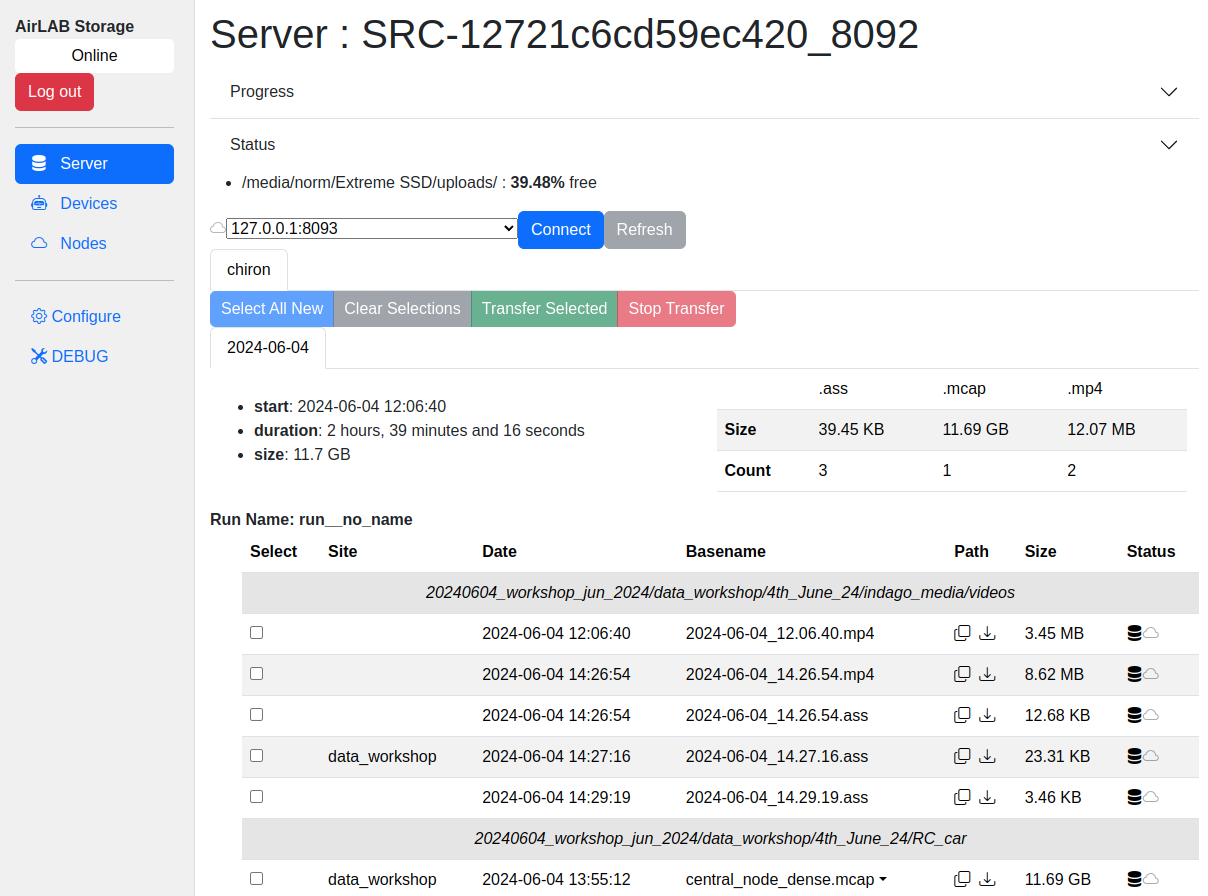 AirLAB Storage
Online
Log out
Server
Devices
Nodes
Configure
DEBUG
Server : SRC-12721c6cd59ec420_8092
Progress
Status
/media/norm/Extreme SSD/uploads/ : 39.48% free
127.0.0.1:8093 Connect Refresh
chiron
Select All New Clear Selections Transfer Selected Stop Transfer
2024-06-04
start: 2024-06-04 12:06:40
duration: 2 hours, 39 minutes and 16 seconds
size: 11.7 GB
.ass .mcap .mp4
Size 39.45 KB 11.69 GB 12.07 MB
Count 3 1 2
Run Name: run__no_name
Select Site Date Basename Path Size Status
20240604_workshop_jun_2024/data_workshop/4th_June_24/indago_media/videos
2024-06-04 12:06:40 2024-06-04_12.06.40.mp4 3.45 MB
2024-06-04 14:26:54 2024-06-04_14.26.54.mp4 8.62 MB
2024-06-04 14:26:54 2024-06-04_14.26.54.ass 12.68 KB
data_workshop 2024-06-04 14:27:16 2024-06-04_14.27.16.ass 23.31 KB
2024-06-04 14:29:19 2024-06-04_14.29.19.ass 3.46 KB
20240604_workshop_jun_2024/data_workshop/4th_June_24/RC_car
data_workshop 2024-06-04 13:55:12 central_node_dense.mcap 11.69 GB